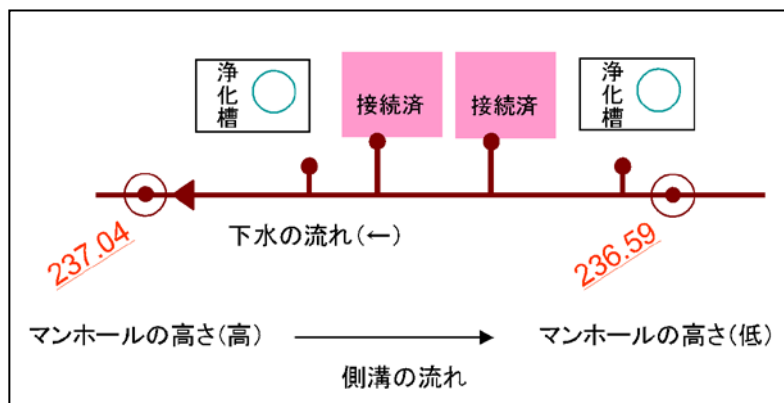 浄化槽
接続済
接続済
浄化槽
下水の流れ(←)
237.04
236.59
マンホールの高さ(高)
マンホールの高さ(低)
側溝の流れ